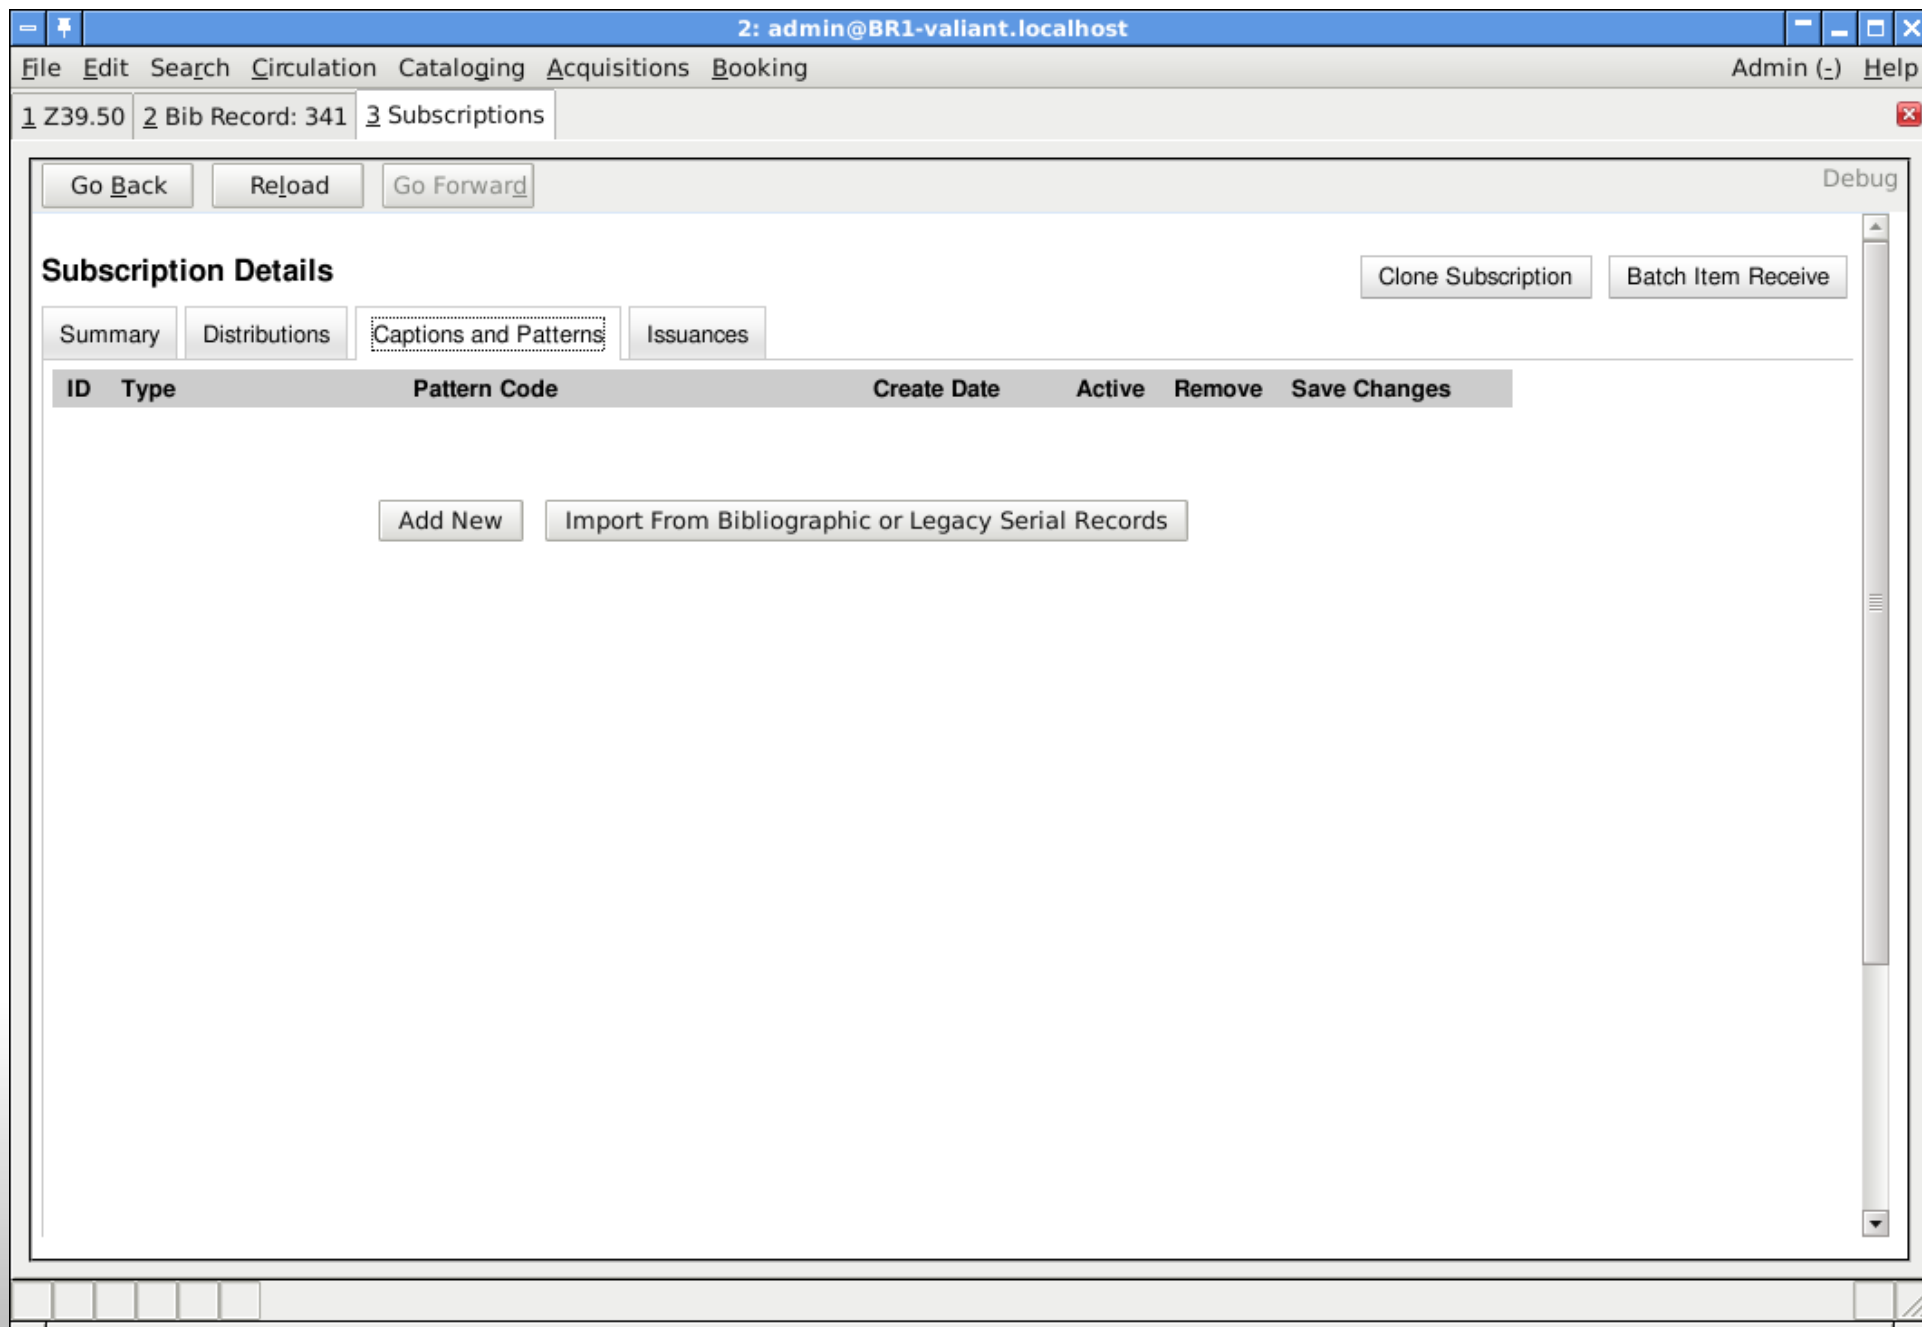 2: admin@BR1-valiant.localhost
File Edit Search Circulation Cataloging Acquisitions Booking Admin (-) Help
1 Z39.50 2 Bib Record: 341 3 Subscriptions
Go Back Reload Go Forward Debug
Subscription Details Clone Subscription Batch Item Receive
Summary Distributions Captions and Patterns Issuances
ID Type Pattern Code Create Date Active Remove Save Changes
Add New Import From Bibliographic or Legacy Serial Records